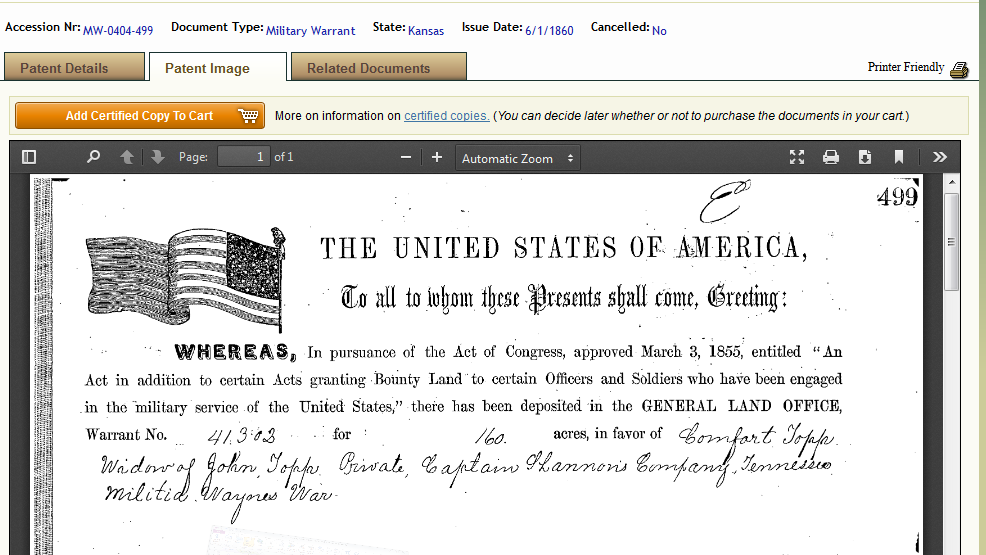 Accession Nr: MW-0404-499 Document Type: Military Warrant State: Kansas Issue Date: 6/1/1860 Cancelled: No
Patent Details Patent Image Related Documents Printer Friendly
Add Certified Copy To Cart More on information on certified copies. (You can decide later whether or not to purchase the documents in your cart.)
Page: 1 of 1 Automatic Zoom
499
THE UNITED STATES OF AMERICA,
To all to whom these Presents shall come, Greeting:
WHEREAS, In pursuance of the Act of Congress, approved March 3, 1855, entitled "An
Act in addition to certain Acts granting Bounty Land to certain Officers and Soldiers who have been engaged
in the military service of the United States," there has been deposited in the GENERAL LAND OFFICE,
Warrant No. 41,302 for 160. acres, in favor of Comfort Topp
Widow of John Topp Private, Captain Shannon's Company, Tennessee
Militia Waynes War